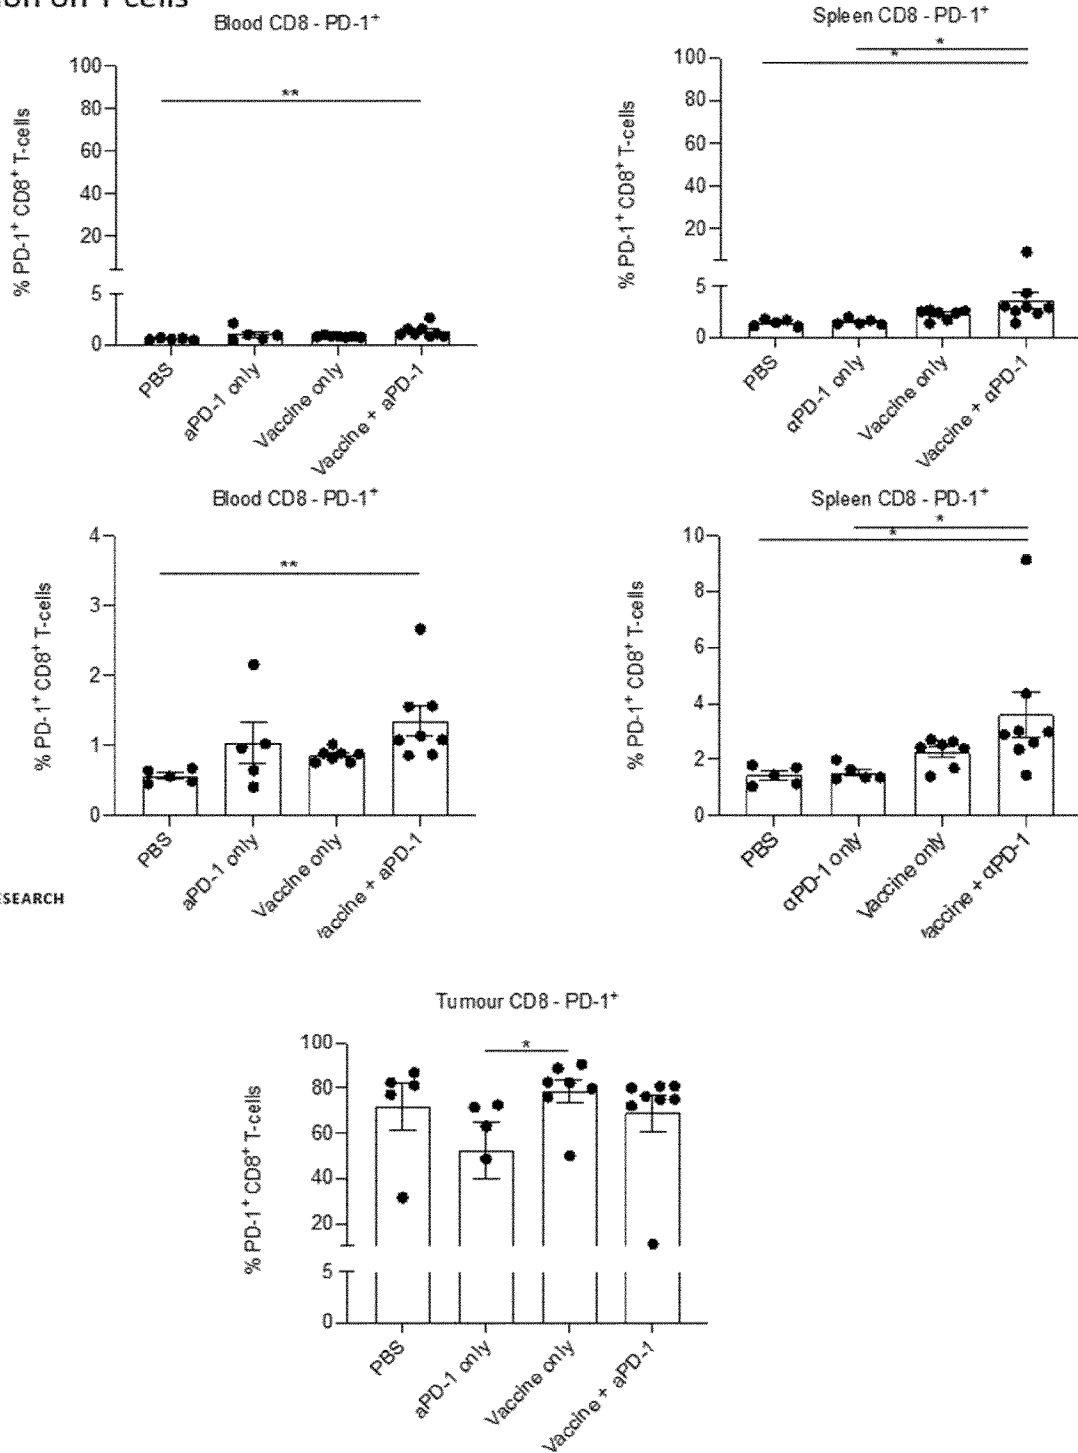 on on T cells
Blood CD8 - PD-1⁺
% PD-1⁺ CD8⁺ T-cells
100
80
60
40
20
5
0
**
PBS
aPD-1 only
Vaccine only
Vaccine + aPD-1
Spleen CD8 - PD-1⁺
% PD-1⁺ CD8⁺ T-cells
100
80
60
40
20
5
0
*
*
PBS
αPD-1 only
Vaccine only
Vaccine + αPD-1
Blood CD8 - PD-1⁺
% PD-1⁺ CD8⁺ T-cells
4
3
2
1
0
**
PBS
aPD-1 only
Vaccine only
accine + aPD-1
Spleen CD8 - PD-1⁺
% PD-1⁺ CD8⁺ T-cells
10
8
6
4
2
0
*
*
PBS
αPD-1 only
Vaccine only
accine + αPD-1
ESEARCH
Tumour CD8 - PD-1⁺
% PD-1⁺ CD8⁺ T-cells
100
80
60
40
20
5
0
*
PBS
aPD-1 only
Vaccine only
Vaccine + aPD-1